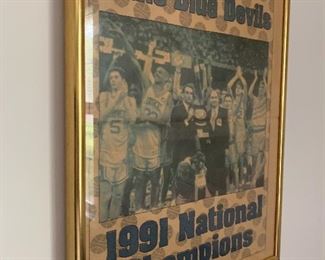 Blue Devils
1991 National
Champions